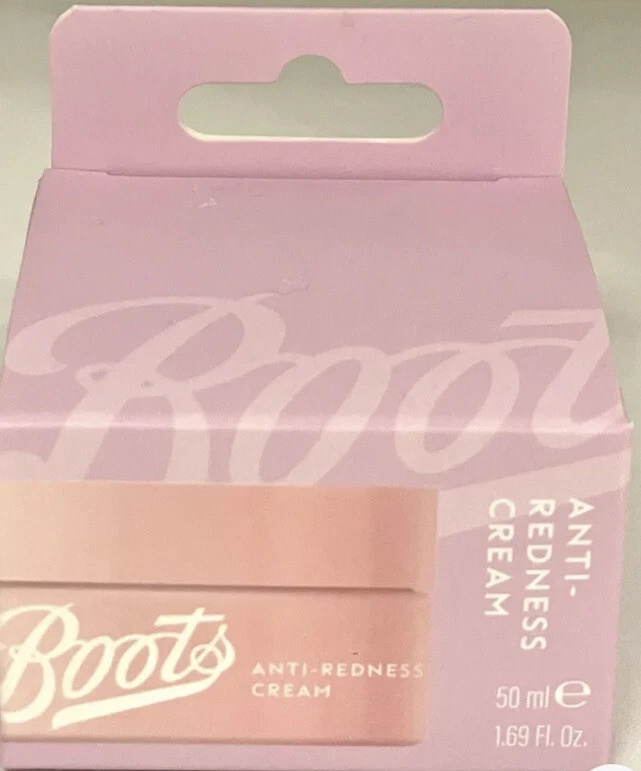 Boots
Boots
ANTI-REDNESS
CREAM
ANTI-
REDNESS
CREAM
50 ml e
1.69 Fl. Oz.